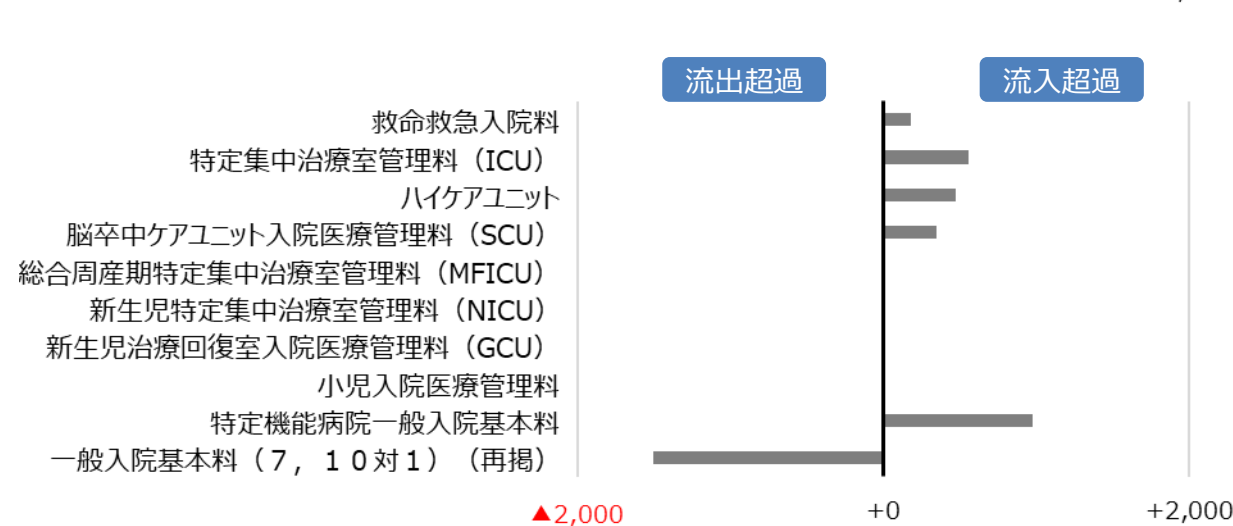 流出超過 流入超過
救命救急入院料
特定集中治療室管理料（ICU）
ハイケアユニット
脳卒中ケアユニット入院医療管理料（SCU）
総合周産期特定集中治療室管理料（MFICU）
新生児特定集中治療室管理料（NICU）
新生児治療回復室入院医療管理料（GCU）
小児入院医療管理料
特定機能病院一般入院基本料
一般入院基本料（７，１０対１）（再掲）
▲2,000 +0 +2,000